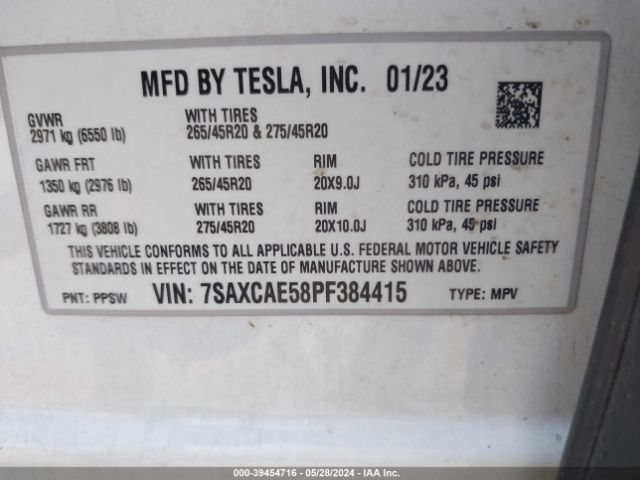 MFD BY TESLA, INC. 01/23
GVWR
2971 kg (6550 lb)
WITH TIRES
265/45R20 & 275/45R20
GAWR FRT WITH TIRES RIM COLD TIRE PRESSURE
1350 kg (2976 lb) 265/45R20 20X9.0J 310 kPa, 45 psi
GAWR RR WITH TIRES RIM COLD TIRE PRESSURE
1727 kg (3808 lb) 275/45R20 20X10.0J 310 kPa, 45 psi
THIS VEHICLE CONFORMS TO ALL APPLICABLE U.S. FEDERAL MOTOR VEHICLE SAFETY
STANDARDS IN EFFECT ON THE DATE OF MANUFACTURE SHOWN ABOVE.
PNT: PPSW VIN: 7SAXCAE58PF384415 TYPE: MPV
000-39454716 - 05/28/2024 - IAA Inc.